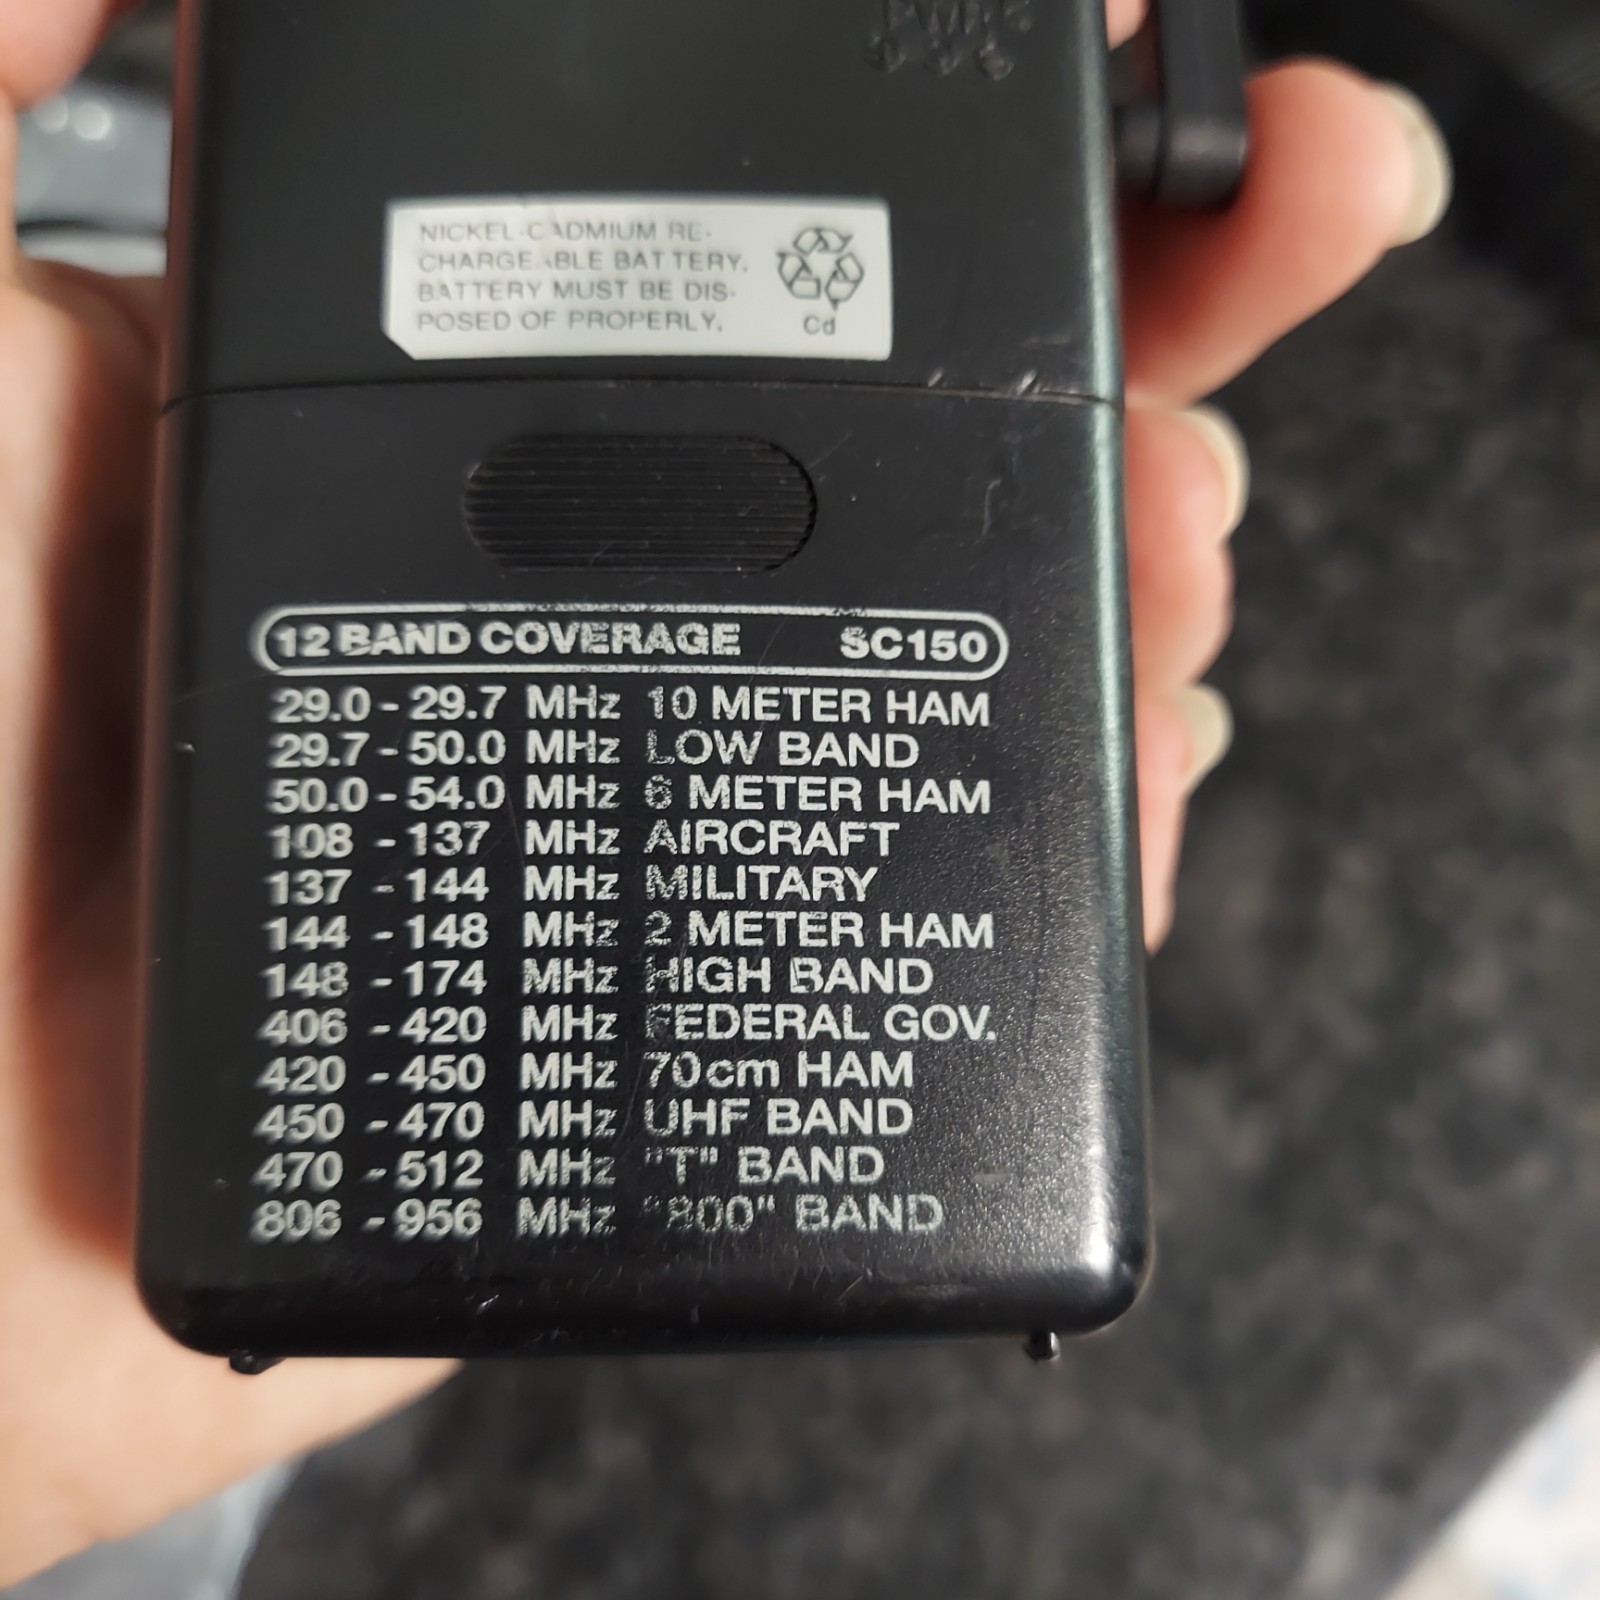 PWR
NICKEL-CADMIUM RE-
CHARGEABLE BATTERY.
BATTERY MUST BE DIS-
POSED OF PROPERLY.
Cd
12 BAND COVERAGE SC150
29.0 - 29.7 MHz 10 METER HAM
29.7 - 50.0 MHz LOW BAND
50.0 - 54.0 MHz 6 METER HAM
108 - 137 MHz AIRCRAFT
137 - 144 MHz MILITARY
144 - 148 MHz 2 METER HAM
148 - 174 MHz HIGH BAND
406 - 420 MHz FEDERAL GOV.
420 - 450 MHz 70cm HAM
450 - 470 MHz UHF BAND
470 - 512 MHz "T" BAND
806 - 956 MHz "800" BAND